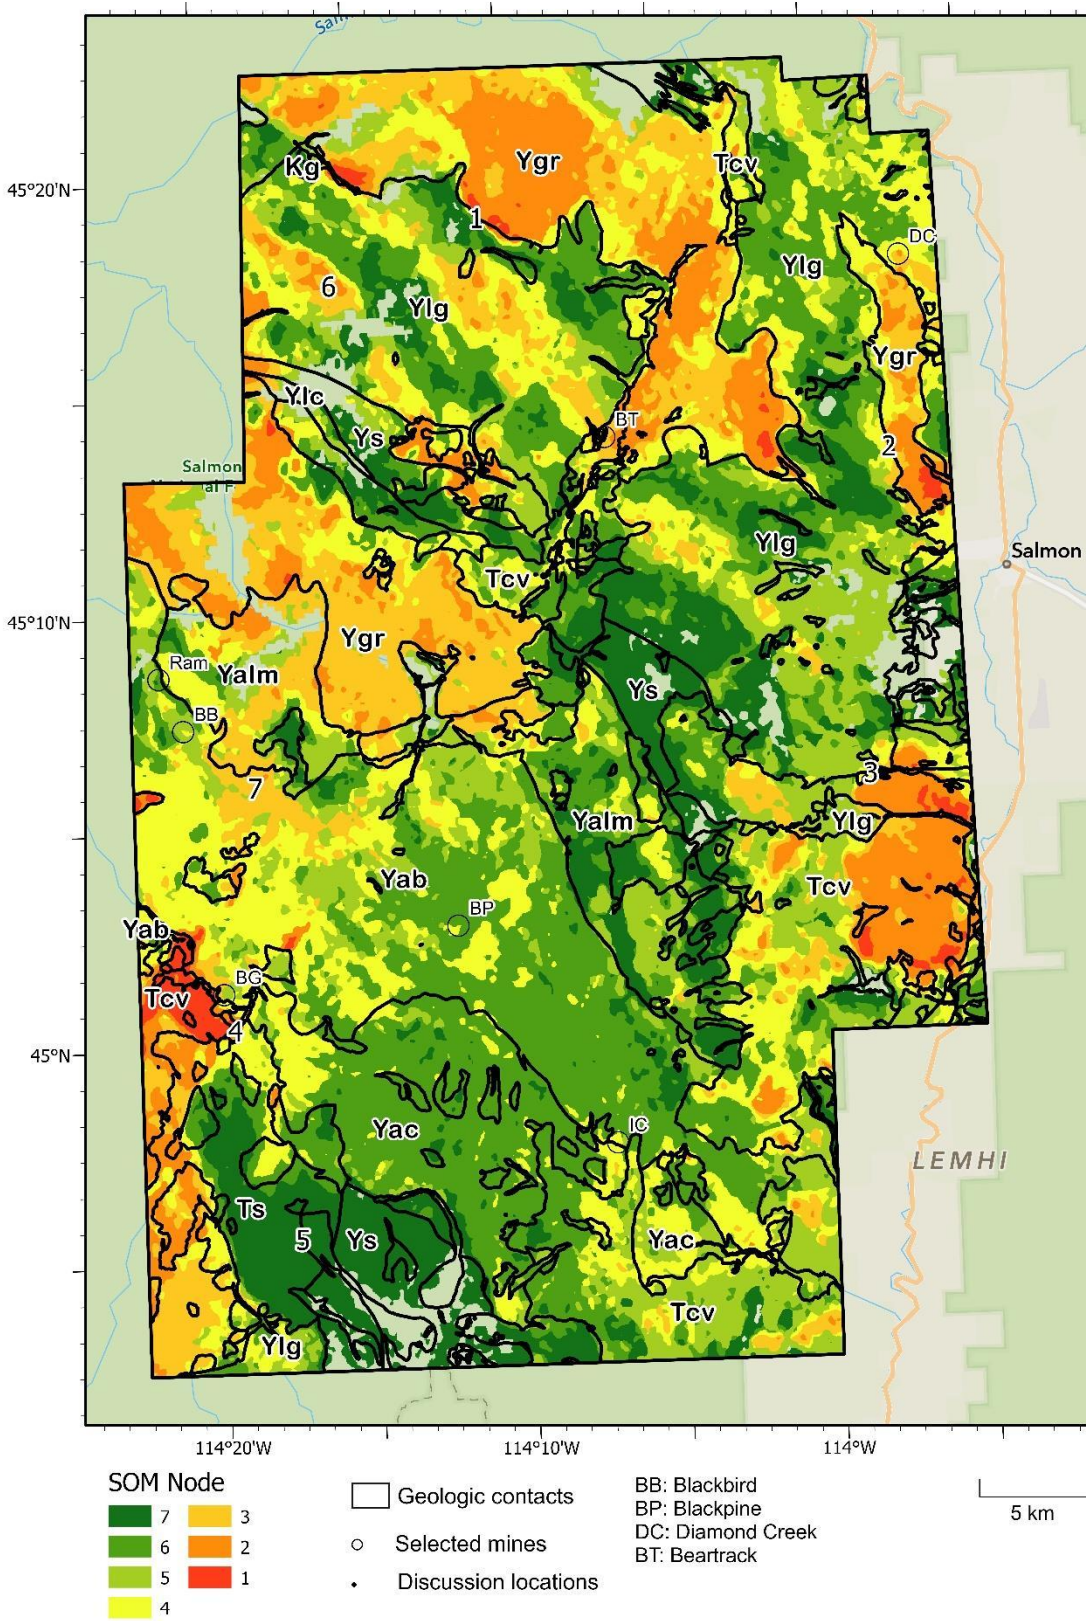 Salm
Kg
Ygr
Tcv
45°20'N
1
DC
Ylg
6
Ylg
Ygr
Ylc
Ys
BT
2
Salmon
al F
Ylg
Salmon
Tcv
45°10'N
Ygr
Ram
Yalm
Ys
BB
3
7
Yalm
Ylg
Yab
Tcv
BP
Yab
BG
Tcv
4
45°N
Yac
IC
LEMHI
Ts
5
Ys
Yac
Tcv
Ylg
114°20'W 114°10'W 114°W
SOM Node
7 3
6 2
5 1
4
Geologic contacts
Selected mines
Discussion locations
BB: Blackbird
BP: Blackpine
DC: Diamond Creek
BT: Beartrack
5 km